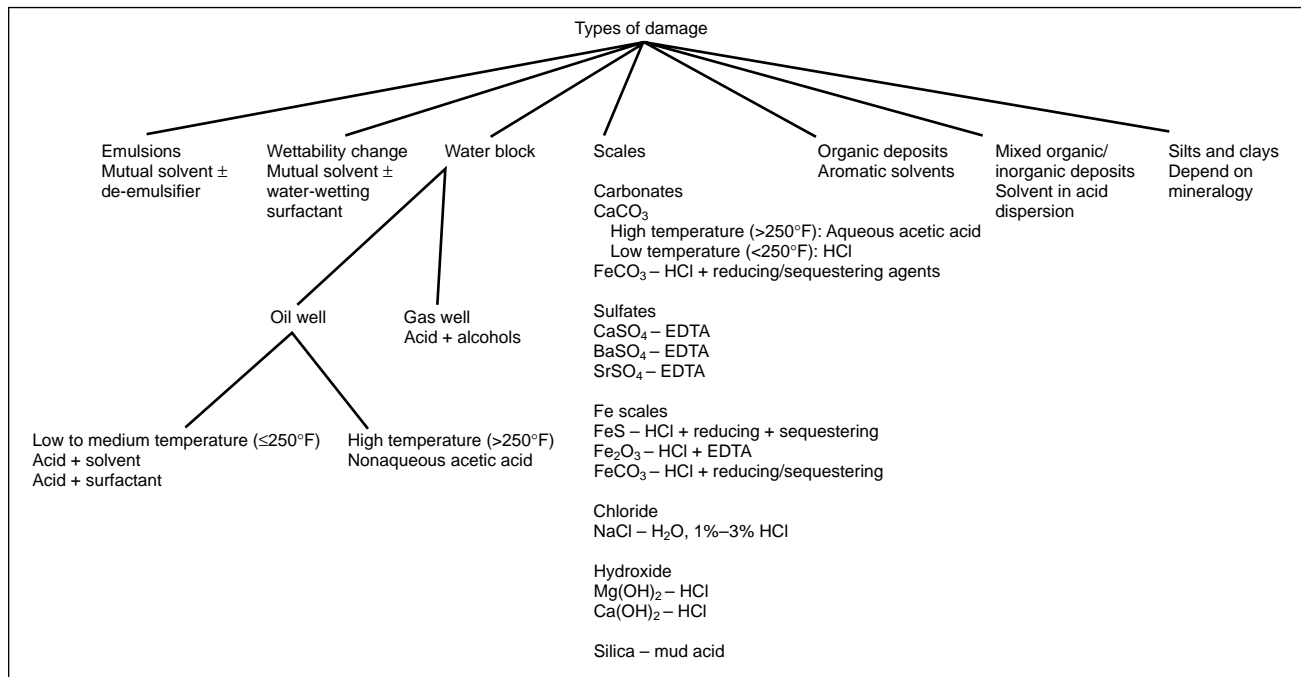 Types of damage
Emulsions
Mutual solvent ±
de-emulsifier
Wettability change
Mutual solvent ±
water-wetting
surfactant
Water block
Oil well
Low to medium temperature (≤250°F)
Acid + solvent
Acid + surfactant
High temperature (>250°F)
Nonaqueous acetic acid
Gas well
Acid + alcohols
Scales
Carbonates
CaCO₃
High temperature (>250°F): Aqueous acetic acid
Low temperature (<250°F): HCl
FeCO₃ – HCl + reducing/sequestering agents
Sulfates
CaSO₄ – EDTA
BaSO₄ – EDTA
SrSO₄ – EDTA
Fe scales
FeS – HCl + reducing + sequestering
Fe₂O₃ – HCl + EDTA
FeCO₃ – HCl + reducing/sequestering
Chloride
NaCl – H₂O, 1%–3% HCl
Hydroxide
Mg(OH)₂ – HCl
Ca(OH)₂ – HCl
Silica – mud acid
Organic deposits
Aromatic solvents
Mixed organic/
inorganic deposits
Solvent in acid
dispersion
Silts and clays
Depend on
mineralogy